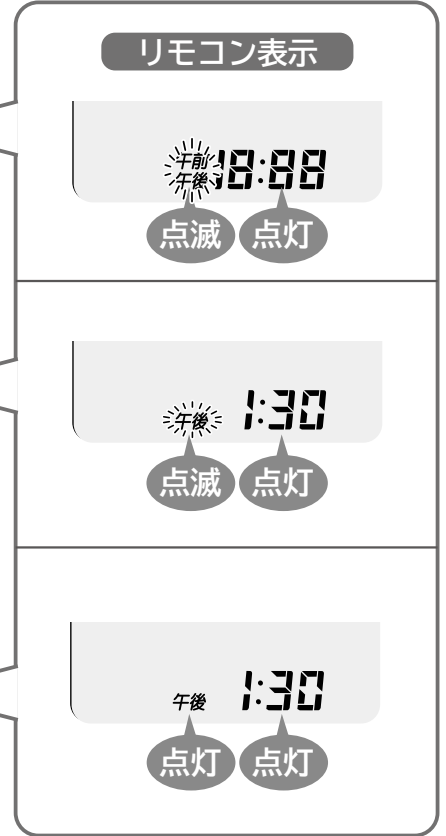 リモコン表示
午前
午後 18:88
点滅 点灯
午後 1:30
点滅 点灯
午後 1:30
点灯 点灯